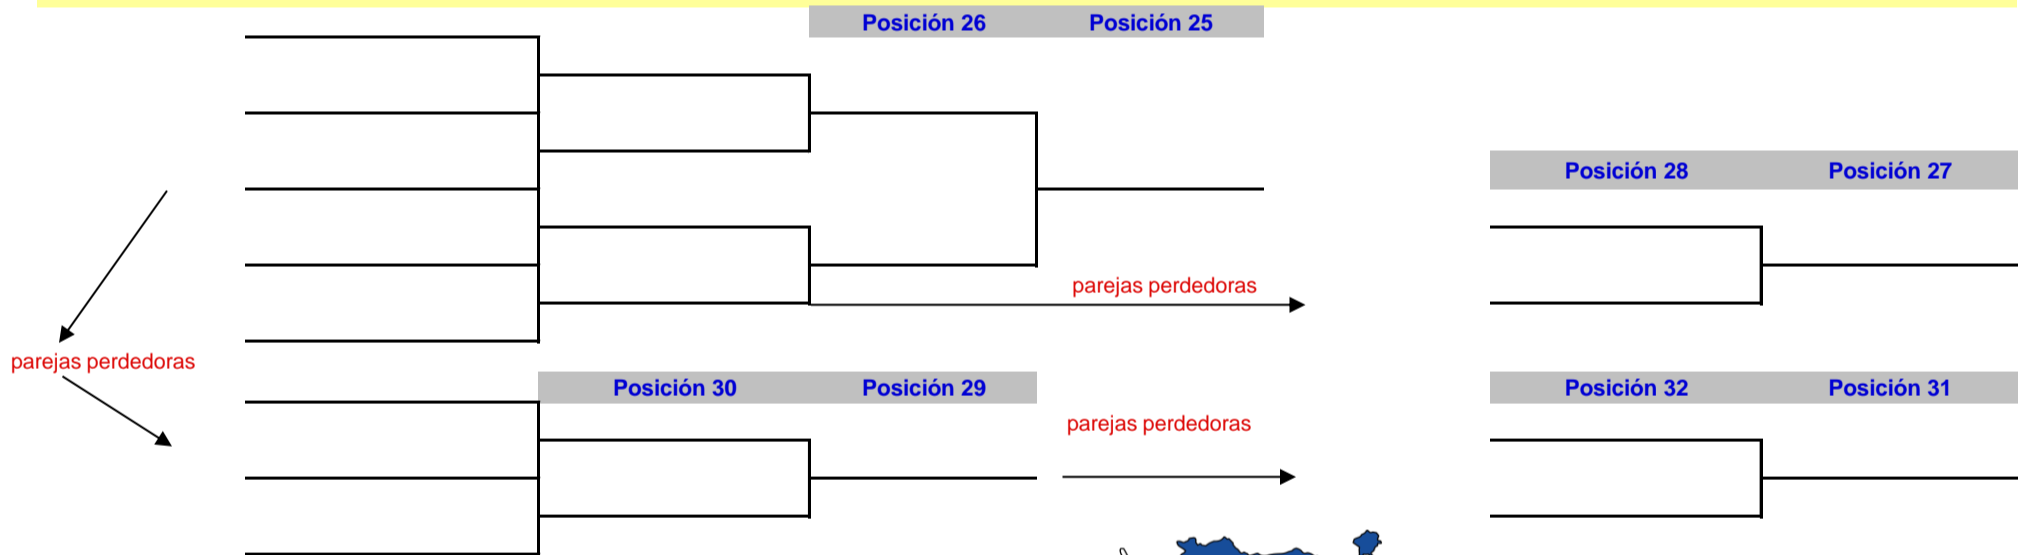 Posición 26 Posición 25
Posición 28 Posición 27
parejas perdedoras
parejas perdedoras
Posición 30 Posición 29
Posición 32 Posición 31
parejas perdedoras